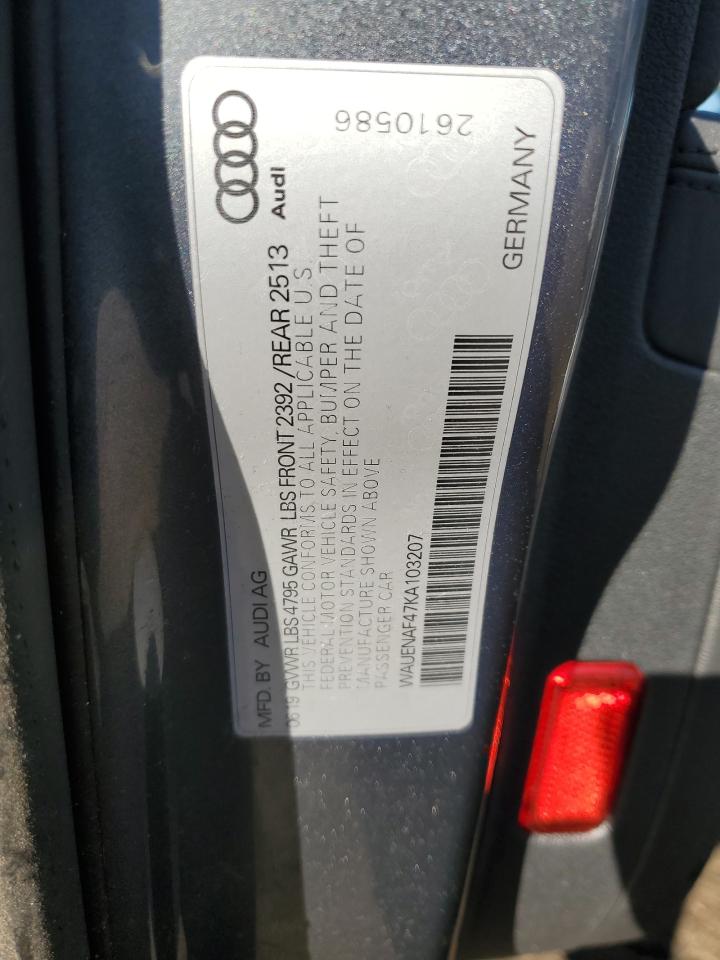 MFD. BY AUDI AG
06 19 GVWR LBS 4795 GAWR LBS FRONT 2392 / REAR 2513
THIS VEHICLE CONFORMS TO ALL APPLICABLE U.S.
FEDERAL MOTOR VEHICLE SAFETY, BUMPER AND THEFT
PREVENTION STANDARDS IN EFFECT ON THE DATE OF
MANUFACTURE SHOWN ABOVE
PASSENGER CAR
WAUENAF47KA103207
Audi
GERMANY
2610586